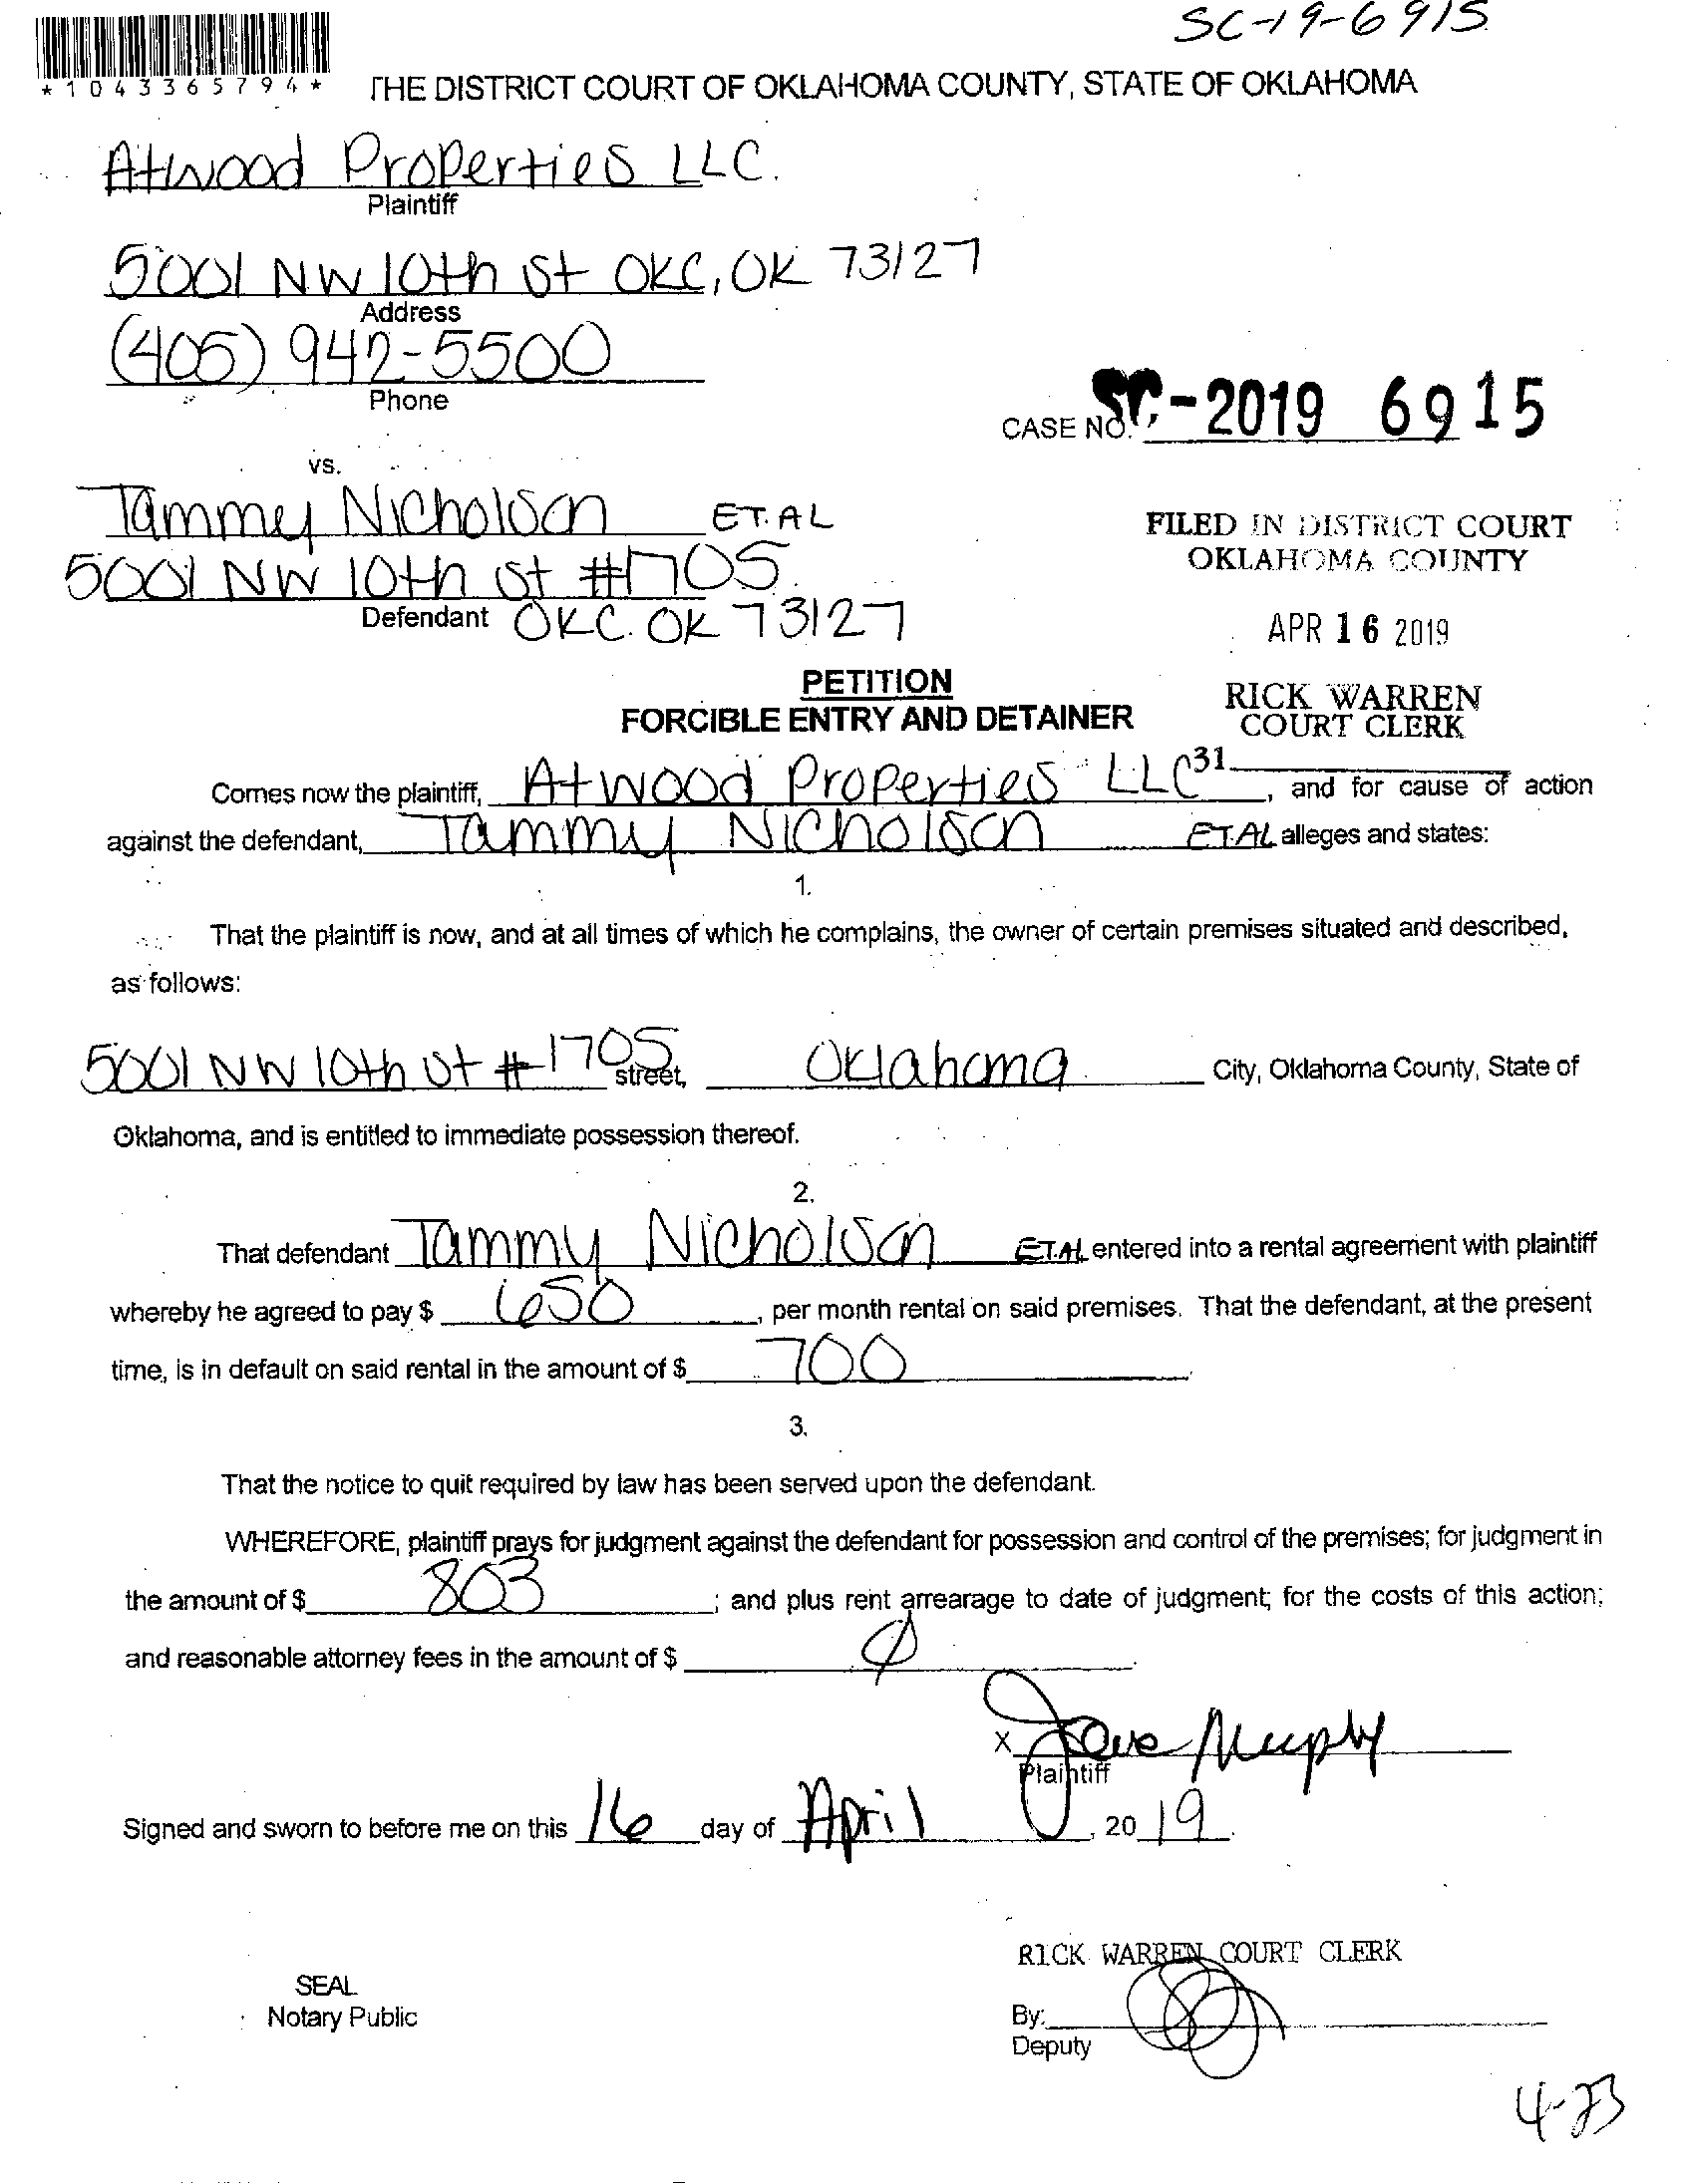 SC-19-6915
*1043365794*
THE DISTRICT COURT OF OKLAHOMA COUNTY, STATE OF OKLAHOMA
Atwood Properties LLC.
Plaintiff
5001 NW 10th St OKC, OK 73127
Address
(405) 942-5500
Phone
CASE NO. SC-2019 6915
vs.
Tammy Nicholson ET. AL
5001 NW 10th St #1705
Defendant OKC. OK 73127
FILED IN DISTRICT COURT
OKLAHOMA COUNTY
APR 16 2019
RICK WARREN
COURT CLERK
31
PETITION
FORCIBLE ENTRY AND DETAINER
Comes now the plaintiff, Atwood Properties LLC, and for cause of action
against the defendant, Tammy Nicholson ET.AL alleges and states:
1.
That the plaintiff is now, and at all times of which he complains, the owner of certain premises situated and described,
as follows:
5001 NW 10th St #1705 street, Oklahoma City, Oklahoma County, State of
Oklahoma, and is entitled to immediate possession thereof.
2.
That defendant Tammy Nicholson ET.AL entered into a rental agreement with plaintiff
whereby he agreed to pay $ 650, per month rental on said premises. That the defendant, at the present
time, is in default on said rental in the amount of $ 700.
3.
That the notice to quit required by law has been served upon the defendant.
WHEREFORE, plaintiff prays for judgment against the defendant for possession and control of the premises; for judgment in
the amount of $ 803; and plus rent arrearage to date of judgment; for the costs of this action;
and reasonable attorney fees in the amount of $ Ø.
X Murphy
Plaintiff
Signed and sworn to before me on this 16 day of April, 2019.
RICK WARREN COURT CLERK
SEAL
Notary Public
By:
Deputy
4-23